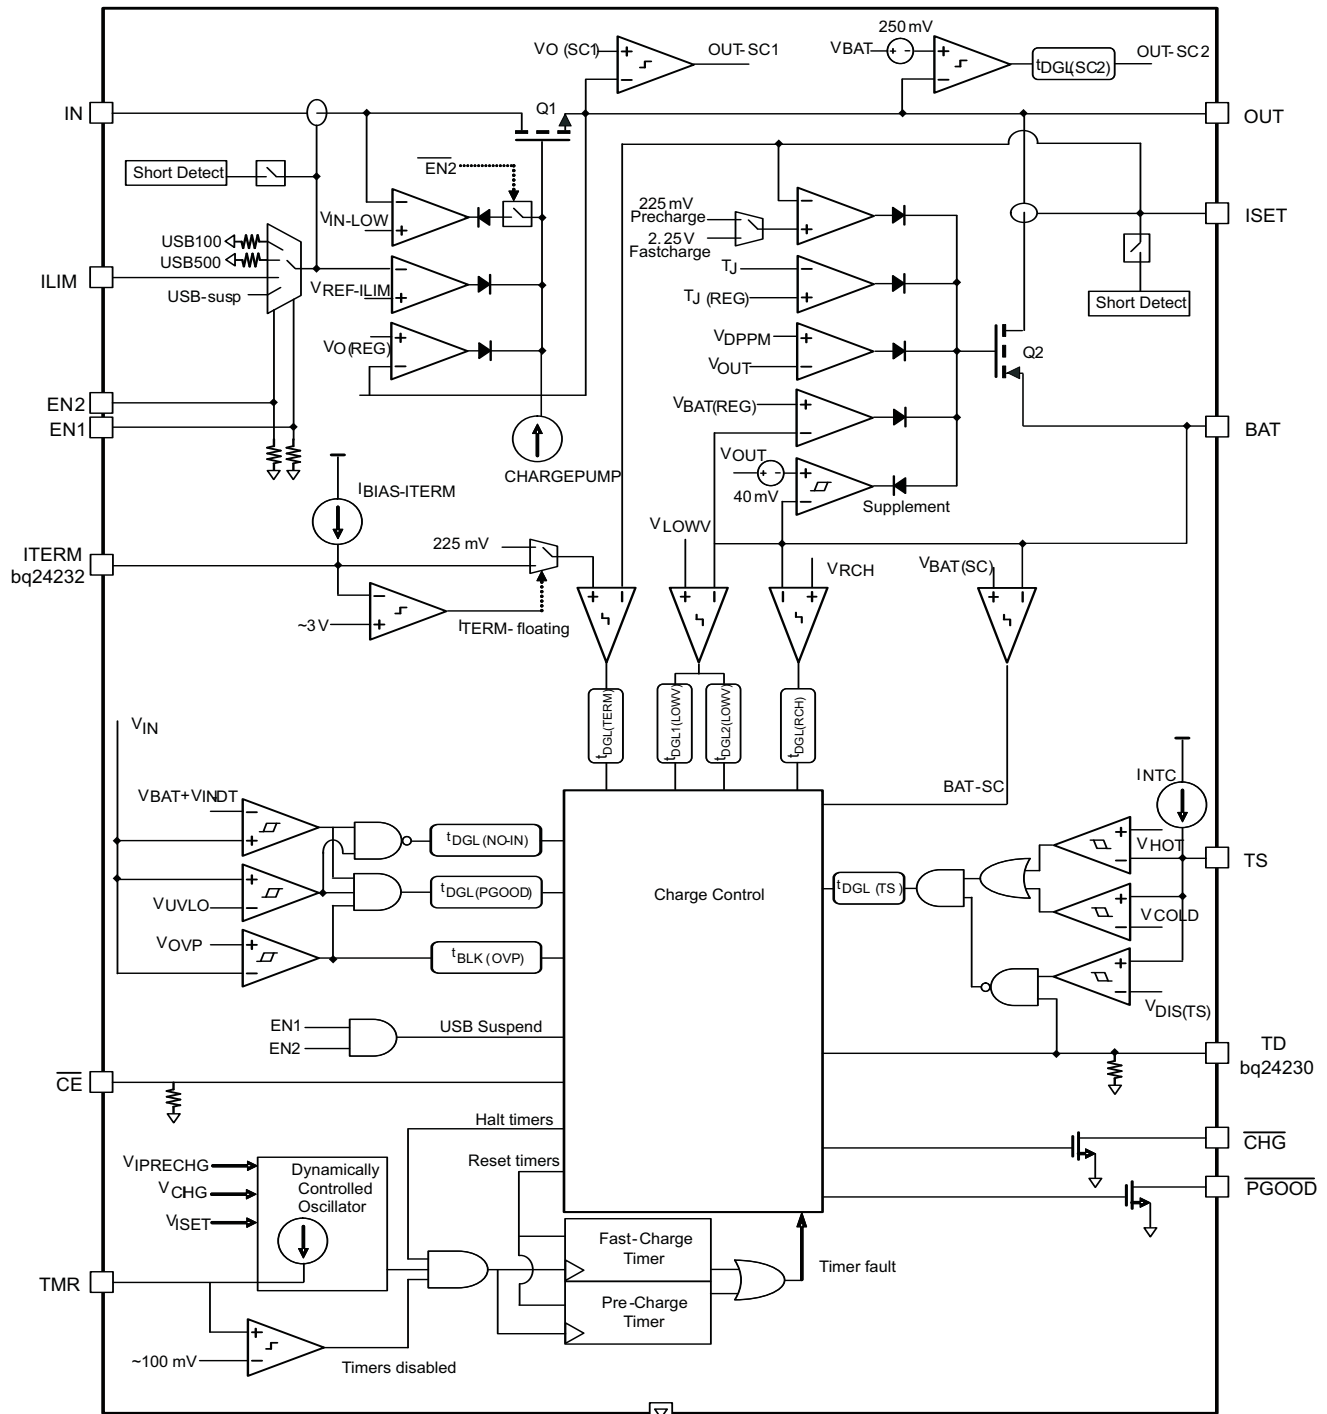 250 mV
VO (SC1)
OUT-SC1
VBAT
tDGL(SC2)
OUT-SC2
IN
Q1
OUT
Short Detect
EN2
VIN-LOW
225 mV
Precharge
2.25V
Fastcharge
ISET
USB100
USB500
ILIM
USB-susp
VREF-ILIM
TJ
TJ (REG)
Short Detect
VO(REG)
VDPPM
VOUT
Q2
EN2
EN1
VBAT(REG)
BAT
CHARGEPUMP
VOUT
40 mV
Supplement
IBIAS-ITERM
VLOWV
ITERM
bq24232
225 mV
VRCH
VBAT(SC)
~3 V
ITERM- floating
tDGL(TERM)
tDGL1(LOWV)
tDGL2(LOWV)
tDGL(RCH)
VIN
BAT-SC
INTC
VBAT+VINDT
tDGL(NO-IN)
VHOT
TS
VUVLO
tDGL(PGOOD)
Charge Control
tDGL (TS )
VCOLD
VOVP
tBLK (OVP)
VDIS(TS)
EN1
EN2
USB Suspend
TD
bq24230
CE
Halt timers
Reset timers
CHG
VIPRECHG
VCHG
VISET
Dynamically
Controlled
Oscillator
PGOOD
Fast-Charge
Timer
Timer fault
TMR
Pre-Charge
Timer
~100 mV
Timers disabled